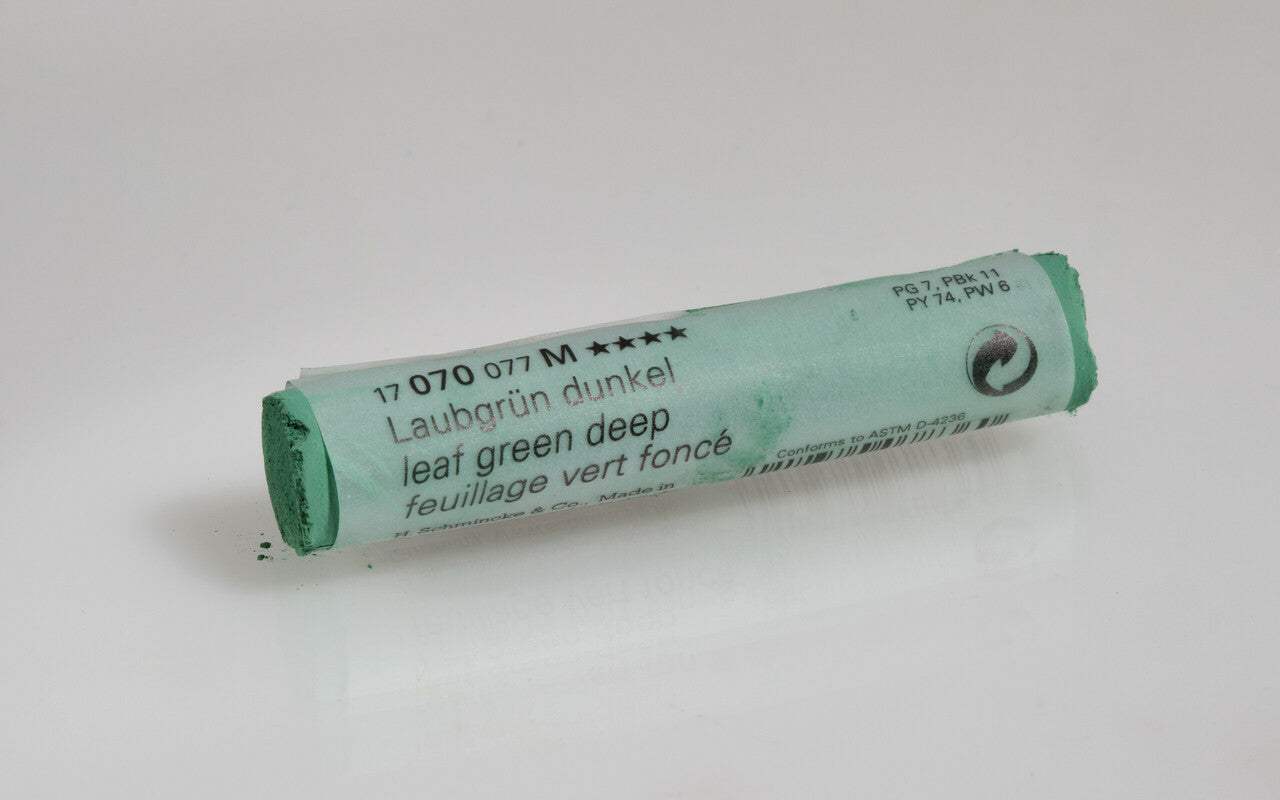 17 070 077 M ★★★★
Laubgrün dunkel
leaf green deep
feuillage vert foncé
H. Schmincke & Co., Made in
PG 7, PBk 11
PY 74, PW 6
Conforms to ASTM D-4236